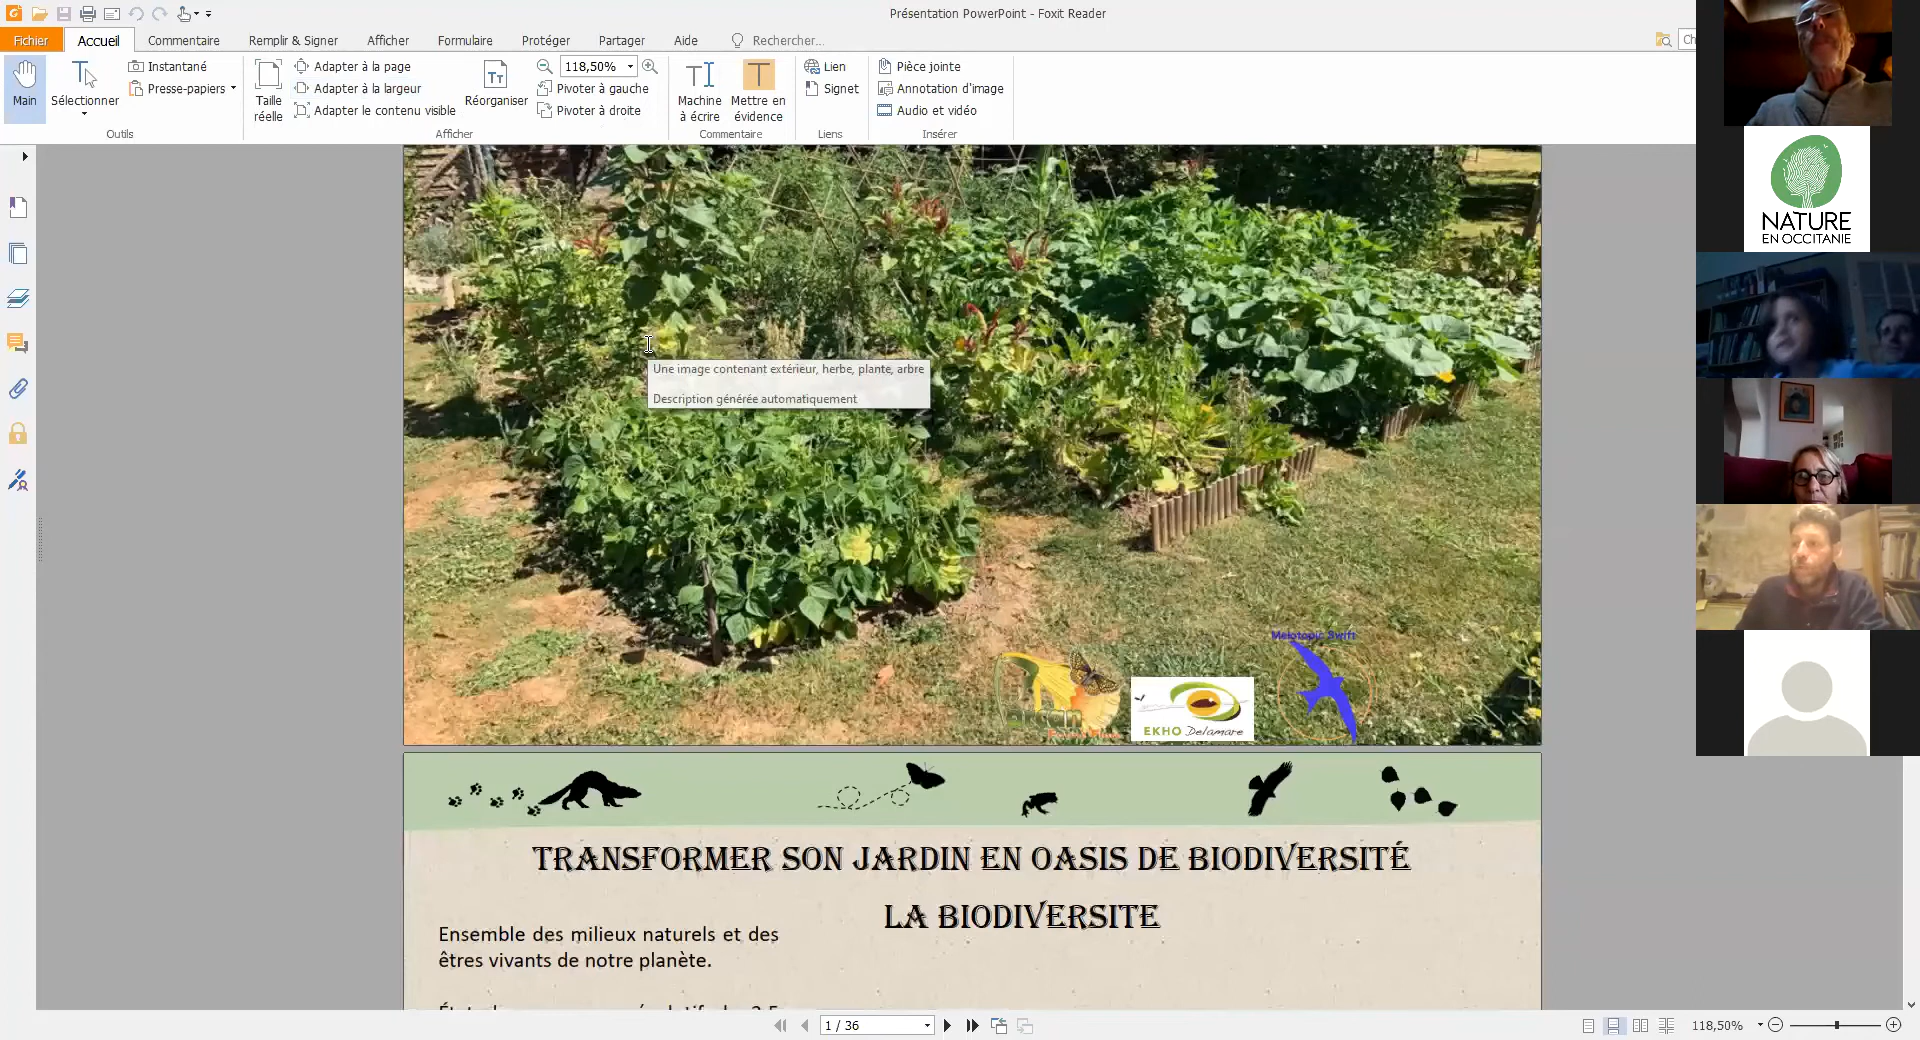 Présentation PowerPoint - Foxit Reader
Fichier
Accueil
Commentaire
Remplir & Signer
Afficher
Formulaire
Protéger
Partager
Aide
Rechercher...
Main
Sélectionner
Instantané
Presse-papiers
Outils
Taille
réelle
Adapter à la page
Adapter à la largeur
Adapter le contenu visible
Réorganiser
118,50%
Pivoter à gauche
Pivoter à droite
Afficher
Machine
à écrire
Mettre en
évidence
Commentaire
Lien
Signet
Liens
Pièce jointe
Annotation d'image
Audio et vidéo
Insérer
NATURE
EN OCCITANIE
Une image contenant extérieur, herbe, plante, arbre
Description générée automatiquement
Melotopic Swift
EKHO Delamare
TRANSFORMER SON JARDIN EN OASIS DE BIODIVERSITÉ
LA BIODIVERSITE
Ensemble des milieux naturels et des
êtres vivants de notre planète.
1 / 36
118,50%